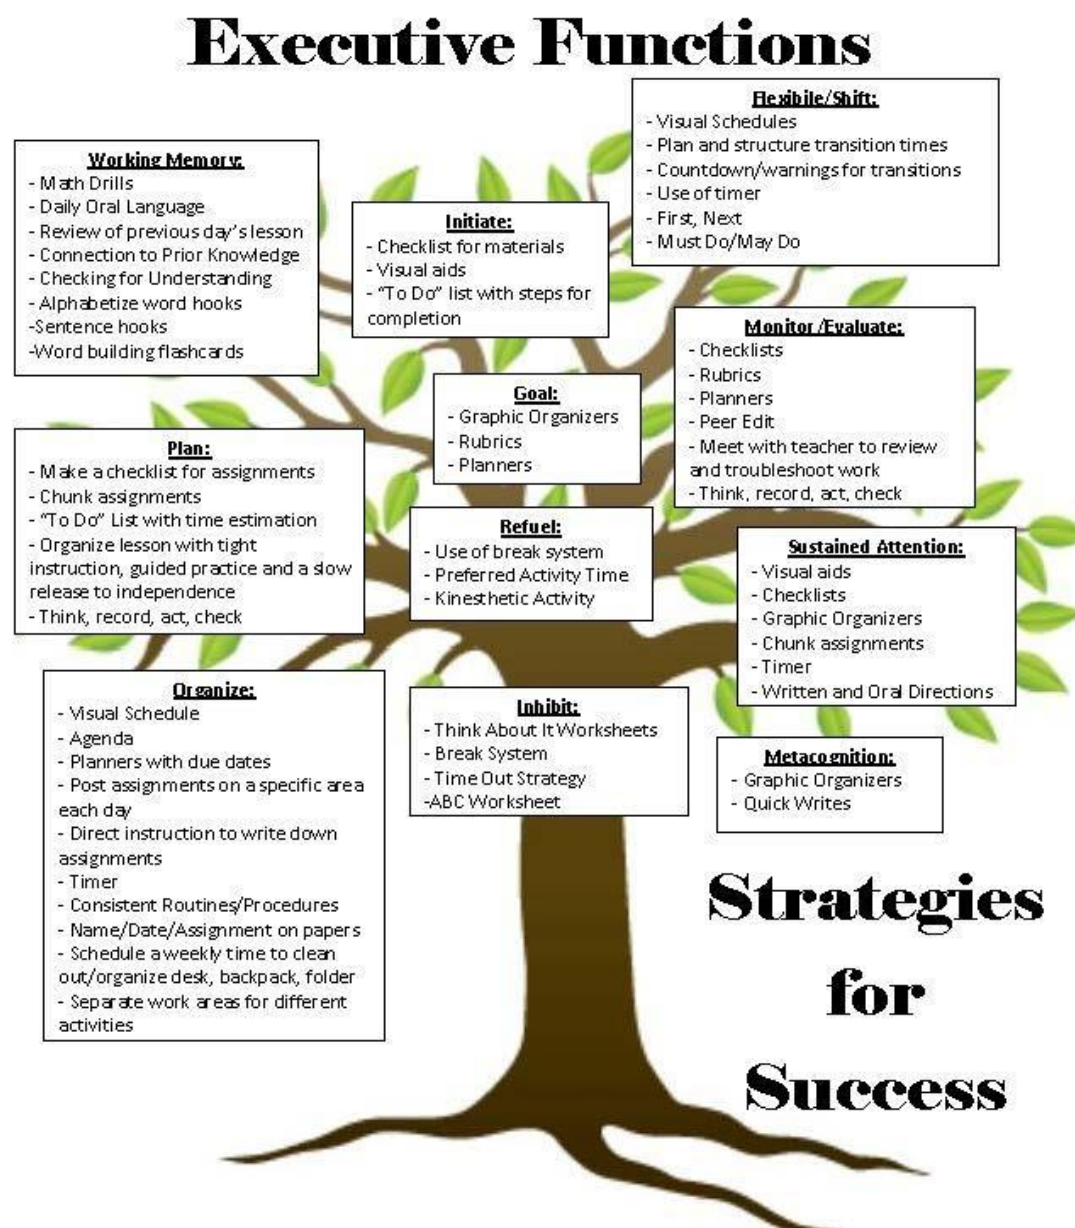 Executive Functions
Flexibile/Shift:
- Visual Schedules
- Plan and structure transition times
- Countdown/warnings for transitions
- Use of timer
- First, Next
- Must Do/May Do
Working Memory:
- Math Drills
- Daily Oral Language
- Review of previous day's lesson
- Connection to Prior Knowledge
- Checking for Understanding
- Alphabetize word hooks
-Sentence hooks
-Word building flashcards
Initiate:
- Checklist for materials
- Visual aids
- “To Do” list with steps for
completion
Monitor/Evaluate:
- Checklists
- Rubrics
- Planners
- Peer Edit
- Meet with teacher to review
and troubleshoot work
- Think, record, act, check
Goal:
- Graphic Organizers
- Rubrics
- Planners
Plan:
- Make a checklist for assignments
- Chunk assignments
- “To Do” List with time estimation
- Organize lesson with tight
instruction, guided practice and a slow
release to independence
- Think, record, act, check
Refuel:
- Use of break system
- Preferred Activity Time
- Kinesthetic Activity
Sustained Attention:
- Visual aids
- Checklists
- Graphic Organizers
- Chunk assignments
- Timer
- Written and Oral Directions
Organize:
- Visual Schedule
- Agenda
- Planners with due dates
- Post assignments on a specific area
each day
- Direct instruction to write down
assignments
- Timer
- Consistent Routines/Procedures
- Name/Date/Assignment on papers
- Schedule a weekly time to clean
out/organize desk, backpack, folder
- Separate work areas for different
activities
Inhibit:
- Think About It Worksheets
- Break System
- Time Out Strategy
-ABC Worksheet
Metacognition:
- Graphic Organizers
- Quick Writes
Strategies
for
Success